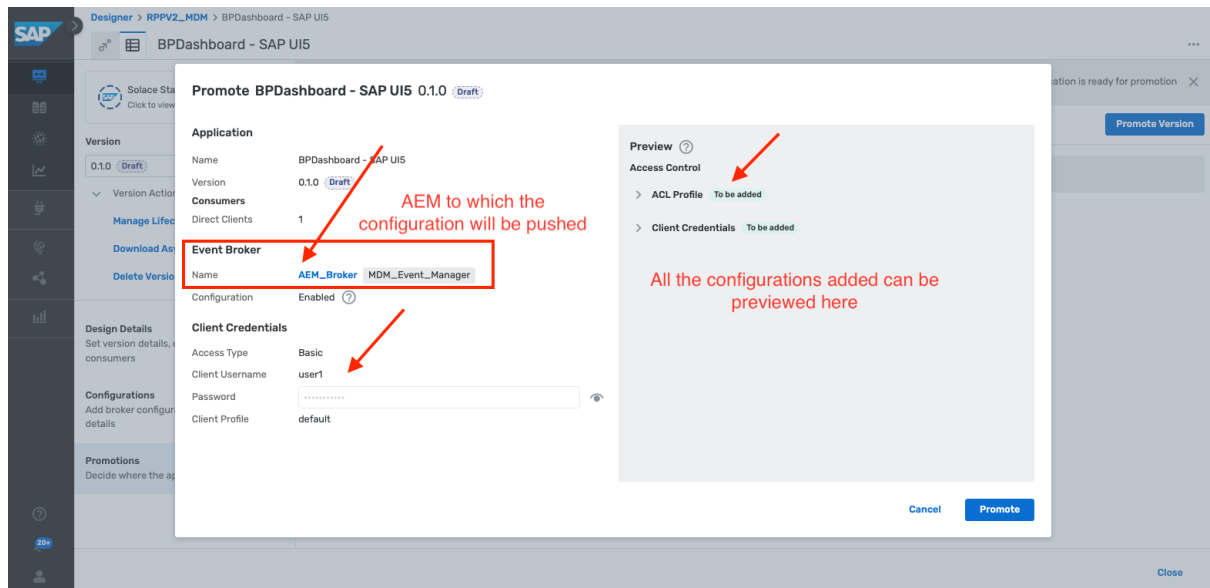 Designer > RPPV2_MDM > BPDashboard - SAP UI5
SAP
BPDashboard - SAP UI5
Solace Sta
Click to view
cation is ready for promotion
Promote Version
Version
0.1.0 Draft
Version Action
Manage Lifec
Download Asy
Delete Versio
Design Details
Set version details,
consumers
Configurations
Add broker configur
details
Promotions
Decide where the ap
20+
Promote BPDashboard - SAP UI5 0.1.0 Draft
Application
Name BPDashboard - SAP UI5
Version 0.1.0 Draft
Consumers
Direct Clients 1
AEM to which the
configuration will be pushed
Event Broker
Name AEM_Broker MDM_Event_Manager
Configuration Enabled ?
Client Credentials
Access Type Basic
Client Username user1
Password ···········
Client Profile default
Preview ?
Access Control
ACL Profile To be added
Client Credentials To be added
All the configurations added can be
previewed here
Cancel Promote
Close